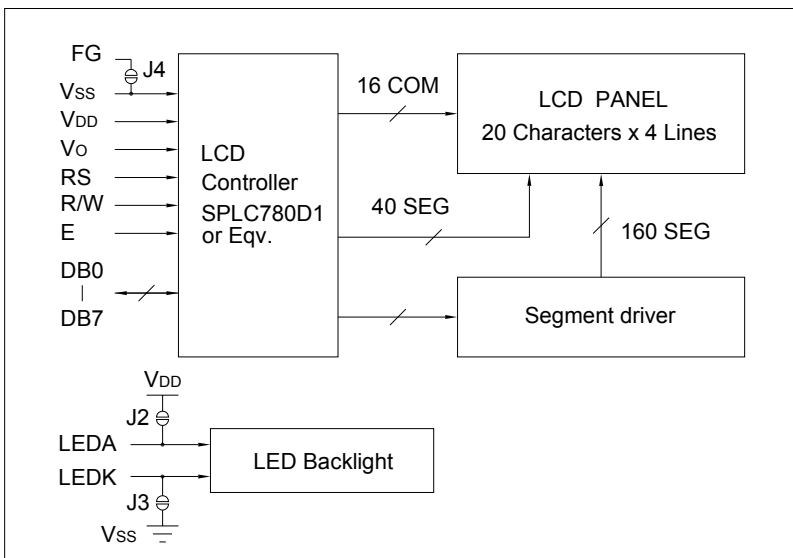 FG
J4
VSS
VDD
VO
RS
R/W
E
DB0
|
DB7
LCD
Controller
SPLC780D1
or Eqv.
16 COM
40 SEG
LCD PANEL
20 Characters x 4 Lines
160 SEG
Segment driver
VDD
J2
LEDA
LEDK
J3
VSS
LED Backlight